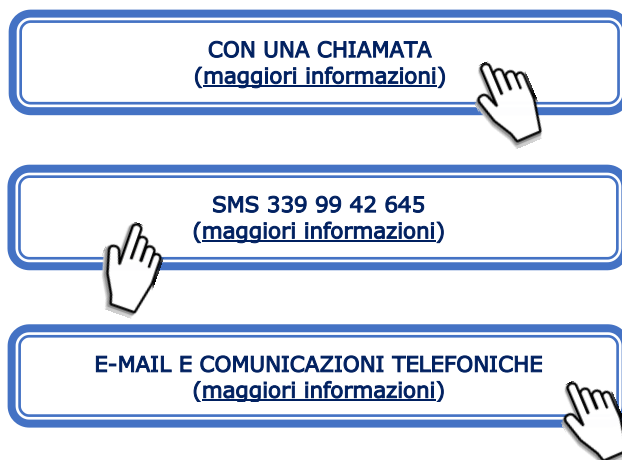 CON UNA CHIAMATA
(maggiori informazioni)
SMS 339 99 42 645
(maggiori informazioni)
E-MAIL E COMUNICAZIONI TELEFONICHE
(maggiori informazioni)